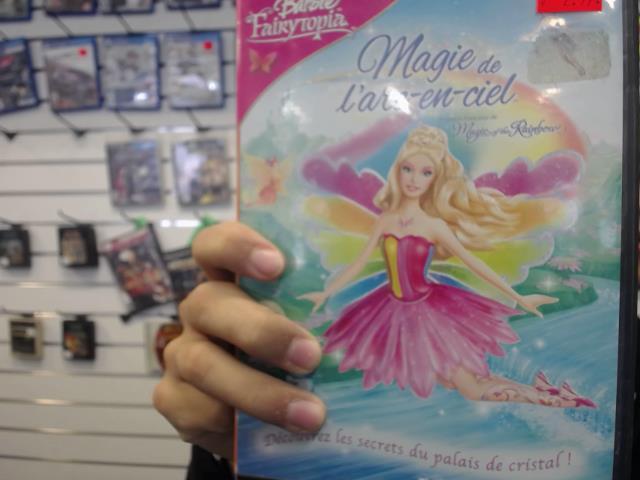 Barbie
Fairytopia
Magie de
l'arc-en-ciel
Magic of the Rainbow
Découvrez les secrets du palais de cristal !